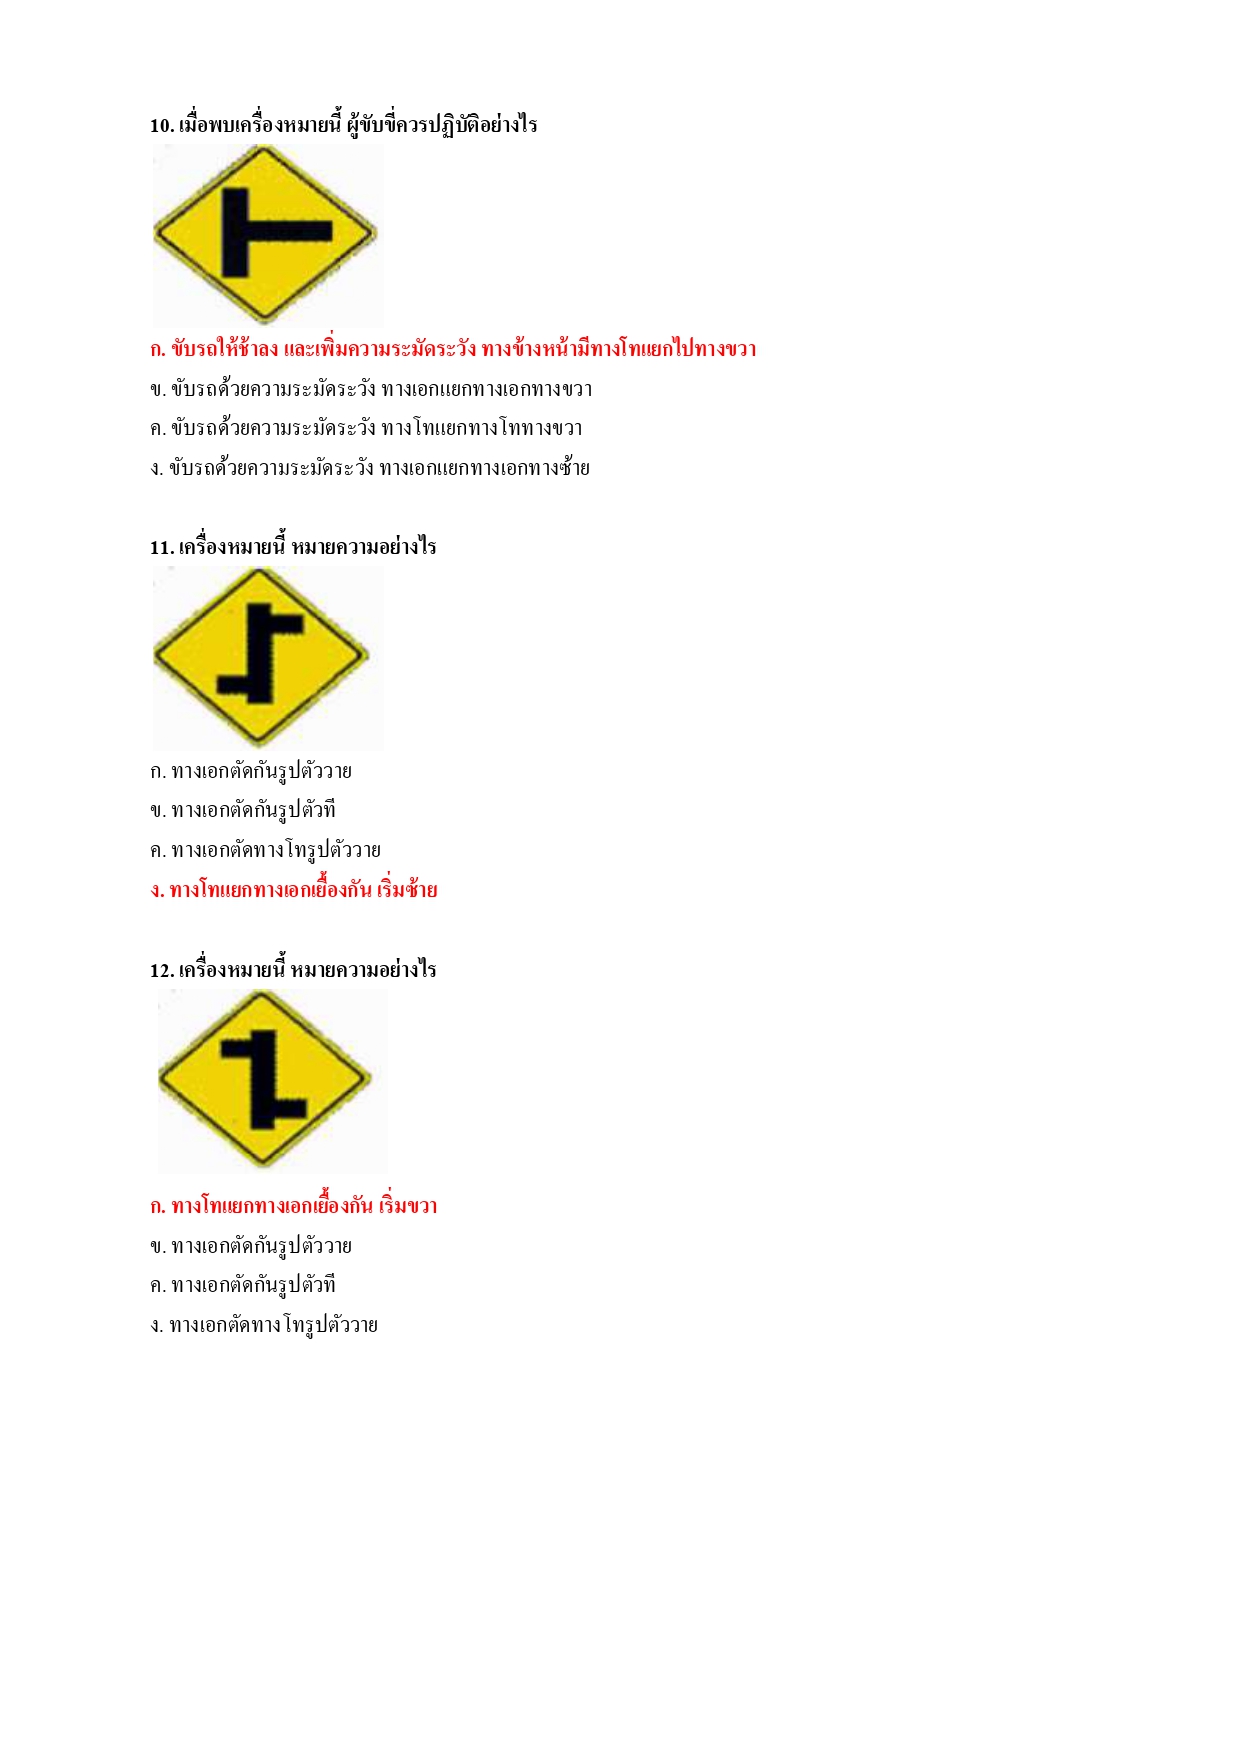 10. เมื่อพบเครื่องหมายนี้ ผู้ขับขี่ควรปฏิบัติอย่างไร
ก. ขับรถให้ช้าลง และเพิ่มความระมัดระวัง ทางข้างหน้ามีทางโทแยกไปทางขวา
ข. ขับรถด้วยความระมัดระวัง ทางเอกแยกทางเอกทางขวา
ค. ขับรถด้วยความระมัดระวัง ทางโทแยกทางโททางขวา
ง. ขับรถด้วยความระมัดระวัง ทางเอกแยกทางเอกทางซ้าย
11. เครื่องหมายนี้ หมายความอย่างไร
ก. ทางเอกตัดกันรูปตัววาย
ข. ทางเอกตัดกันรูปตัวที
ค. ทางเอกตัดทางโทรูปตัววาย
ง. ทางโทแยกทางเอกเยื้องกัน เริ่มซ้าย
12. เครื่องหมายนี้ หมายความอย่างไร
ก. ทางโทแยกทางเอกเยื้องกัน เริ่มขวา
ข. ทางเอกตัดกันรูปตัววาย
ค. ทางเอกตัดกันรูปตัวที
ง. ทางเอกตัดทางโทรูปตัววาย